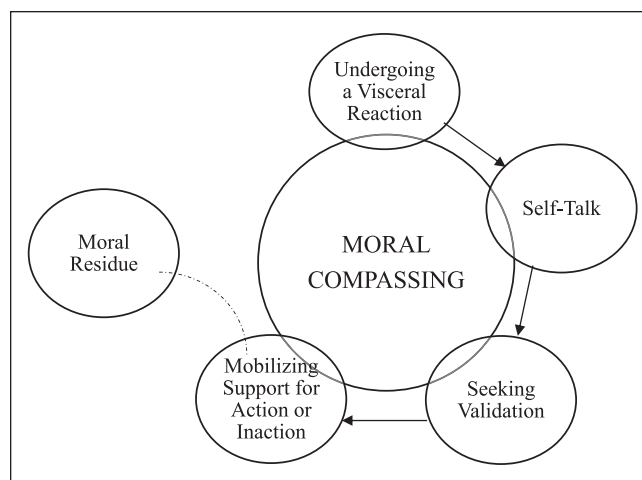 Undergoing
a Visceral
Reaction
Self-Talk
Moral
Residue
MORAL
COMPASSING
Mobilizing
Support for
Action or
Inaction
Seeking
Validation